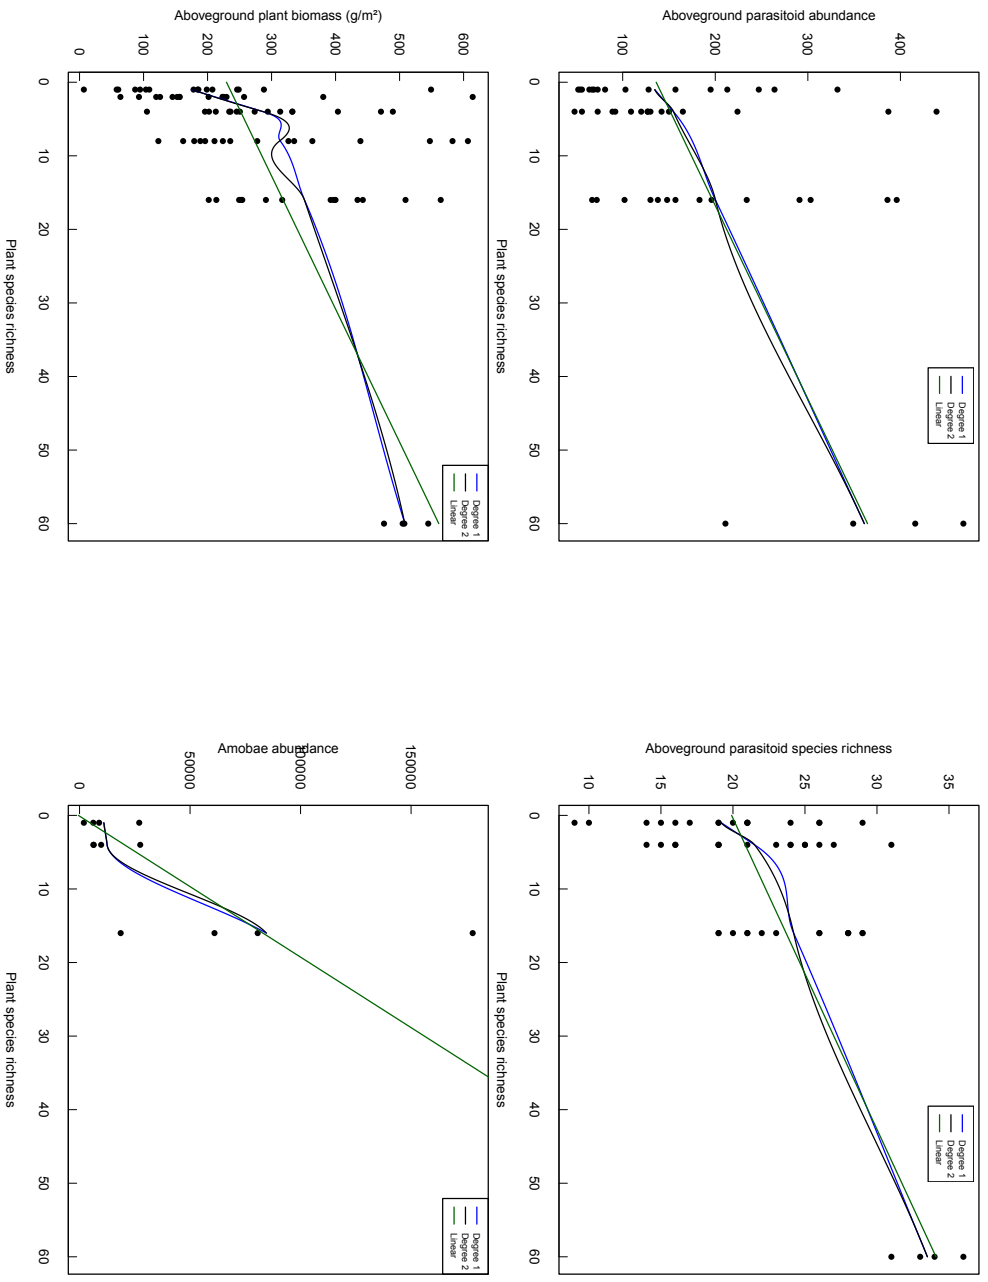 Aboveground parasitoid abundance
400
300
200
100
Degree 1
Degree 2
Linear
0 10 20 30 40 50 60
Plant species richness
Aboveground parasitoid species richness
35
30
25
20
15
10
Degree 1
Degree 2
Linear
0 10 20 30 40 50 60
Plant species richness
Aboveground plant biomass (g/m²)
600
500
400
300
200
100
0
Degree 1
Degree 2
Linear
0 10 20 30 40 50 60
Plant species richness
Amobae abundance
150000
100000
50000
0
Degree 1
Degree 2
Linear
0 10 20 30 40 50 60
Plant species richness